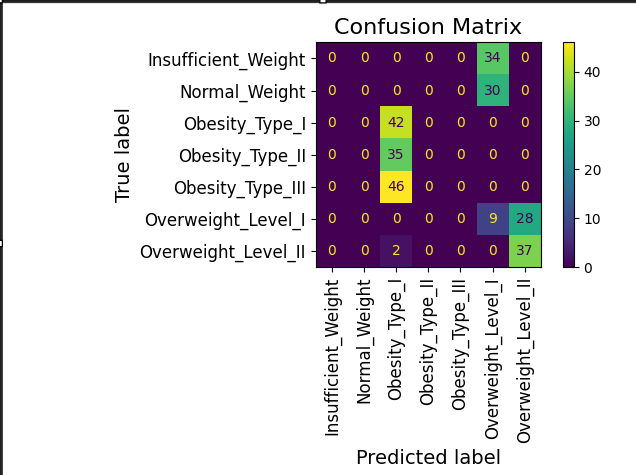 Confusion Matrix
Insufficient_Weight 0 0 0 0 0 34 0
Normal_Weight 0 0 0 0 0 30 0
Obesity_Type_I 0 0 42 0 0 0 0
Obesity_Type_II 0 0 35 0 0 0 0
Obesity_Type_III 0 0 46 0 0 0 0
Overweight_Level_I 0 0 0 0 0 9 28
Overweight_Level_II 0 0 2 0 0 0 37
True label
40
30
20
10
0
Insufficient_Weight
Normal_Weight
Obesity_Type_I
Obesity_Type_II
Obesity_Type_III
Overweight_Level_I
Overweight_Level_II
Predicted label